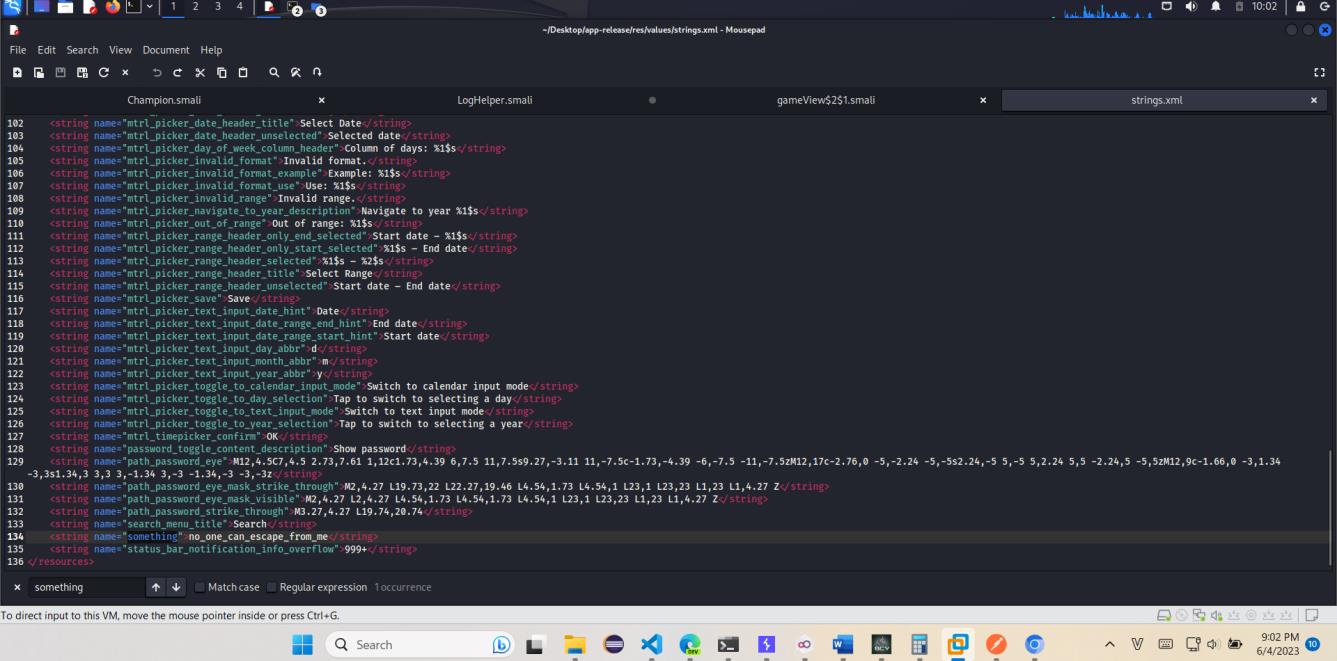 1 2 3 4
2
3
10:02
~/Desktop/app-release/res/values/strings.xml - Mousepad
File Edit Search View Document Help
Champion.smali × LogHelper.smali gameView$2$1.smali × strings.xml ×
102 <string name="mtrl_picker_date_header_title">Select Date</string>
103 <string name="mtrl_picker_date_header_unselected">Selected date</string>
104 <string name="mtrl_picker_day_of_week_column_header">Column of days: %1$s</string>
105 <string name="mtrl_picker_invalid_format">Invalid format.</string>
106 <string name="mtrl_picker_invalid_format_example">Example: %1$s</string>
107 <string name="mtrl_picker_invalid_format_use">Use: %1$s</string>
108 <string name="mtrl_picker_invalid_range">Invalid range.</string>
109 <string name="mtrl_picker_navigate_to_year_description">Navigate to year %1$s</string>
110 <string name="mtrl_picker_out_of_range">Out of range: %1$s</string>
111 <string name="mtrl_picker_range_header_only_end_selected">Start date – %1$s</string>
112 <string name="mtrl_picker_range_header_only_start_selected">%1$s – End date</string>
113 <string name="mtrl_picker_range_header_selected">%1$s – %2$s</string>
114 <string name="mtrl_picker_range_header_title">Select Range</string>
115 <string name="mtrl_picker_range_header_unselected">Start date – End date</string>
116 <string name="mtrl_picker_save">Save</string>
117 <string name="mtrl_picker_text_input_date_hint">Date</string>
118 <string name="mtrl_picker_text_input_date_range_end_hint">End date</string>
119 <string name="mtrl_picker_text_input_date_range_start_hint">Start date</string>
120 <string name="mtrl_picker_text_input_day_abbr">d</string>
121 <string name="mtrl_picker_text_input_month_abbr">m</string>
122 <string name="mtrl_picker_text_input_year_abbr">y</string>
123 <string name="mtrl_picker_toggle_to_calendar_input_mode">Switch to calendar input mode</string>
124 <string name="mtrl_picker_toggle_to_day_selection">Tap to switch to selecting a day</string>
125 <string name="mtrl_picker_toggle_to_text_input_mode">Switch to text input mode</string>
126 <string name="mtrl_picker_toggle_to_year_selection">Tap to switch to selecting a year</string>
127 <string name="mtrl_timepicker_confirm">OK</string>
128 <string name="password_toggle_content_description">Show password</string>
129 <string name="path_password_eye">M12,4.5C7,4.5 2.73,7.61 1,12c1.73,4.39 6,7.5 11,7.5s9.27,-3.11 11,-7.5c-1.73,-4.39 -6,-7.5 -11,-7.5zM12,17c-2.76,0 -5,-2.24 -5,-5s2.24,-5 5,-5 5,2.24 5,5 -2.24,5 -5,5zM12,9c-1.66,0 -3,1.34
-3,3s1.34,3 3,3 3,-1.34 3,-3 -1.34,-3 -3,-3z</string>
130 <string name="path_password_eye_mask_strike_through">M2,4.27 L19.73,22 L22.27,19.46 L4.54,1.73 L4.54,1 L23,1 L23,23 L1,23 L1,4.27 Z</string>
131 <string name="path_password_eye_mask_visible">M2,4.27 L2,4.27 L4.54,1.73 L4.54,1.73 L4.54,1 L23,1 L23,23 L1,23 L1,4.27 Z</string>
132 <string name="path_password_strike_through">M3.27,4.27 L19.74,20.74</string>
133 <string name="search_menu_title">Search</string>
134 <string name="something">no_one_can_escape_from_me</string>
135 <string name="status_bar_notification_info_overflow">999+</string>
136 </resources>
something Match case Regular expression 1 occurrence
To direct input to this VM, move the mouse pointer inside or press Ctrl+G.
Search
DEV
BCV
9:02 PM
6/4/2023
10